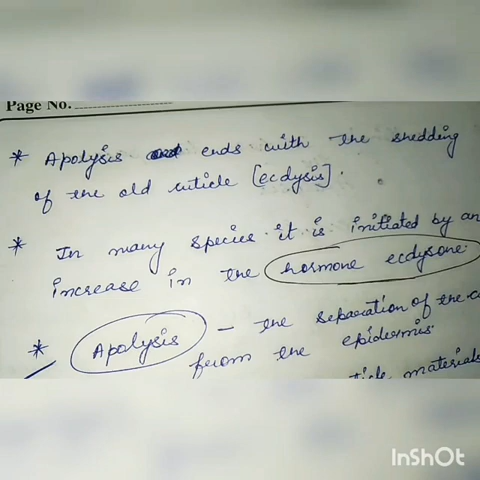 Page No.
* Apolysis ends with the shedding
of the old cuticle [ecdysis].
* In many species it is initiated by an
increase in the hormone ecdysone.
* Apolysis - the separation of the
from the epidermis
materials
InShOt